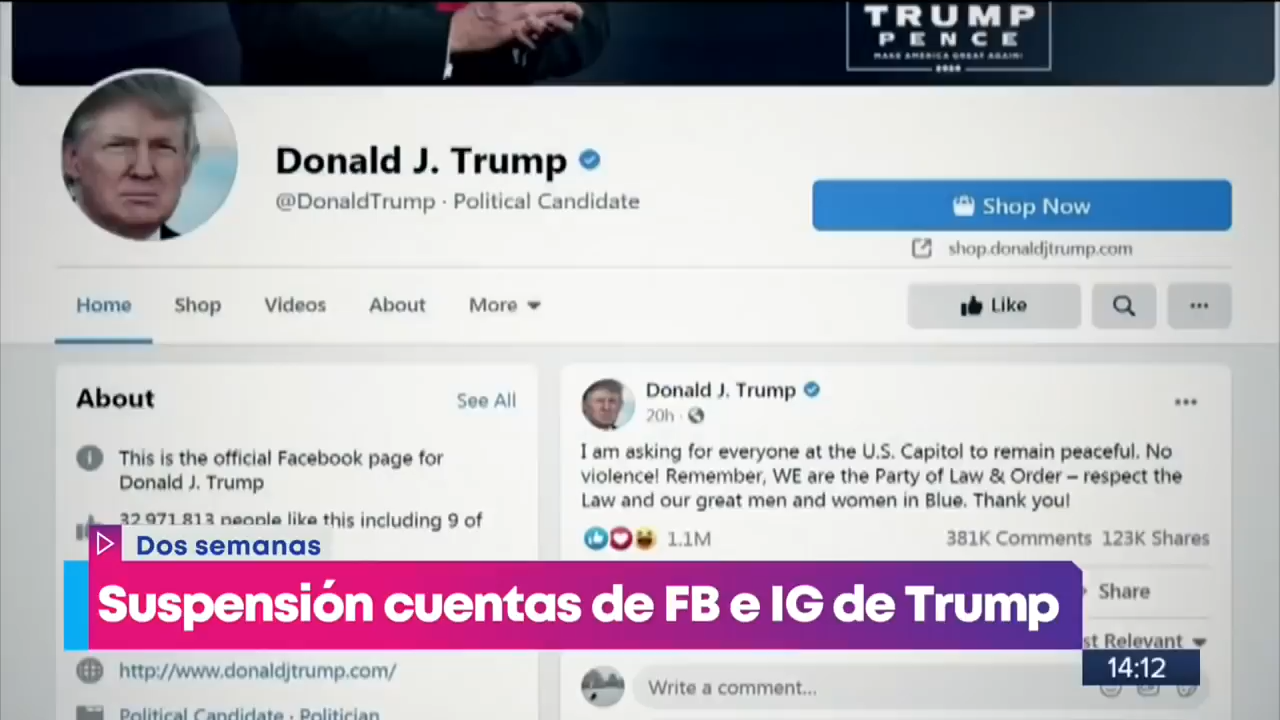 TRUMP
PENCE
MAKE AMERICA GREAT AGAIN!
2020
Donald J. Trump
@DonaldTrump · Political Candidate
Shop Now
shop.donaldjtrump.com
Home Shop Videos About More
Like
About
See All
This is the official Facebook page for
Donald J. Trump
32,971,813 people like this including 9 of
Donald J. Trump
20h ·
I am asking for everyone at the U.S. Capitol to remain peaceful. No
violence! Remember, WE are the Party of Law & Order – respect the
Law and our great men and women in Blue. Thank you!
1.1M
381K Comments 123K Shares
Share
Relevant
Write a comment...
Dos semanas
Suspensión cuentas de FB e IG de Trump
14:12
http://www.donaldjtrump.com/
Political Candidate · Politician